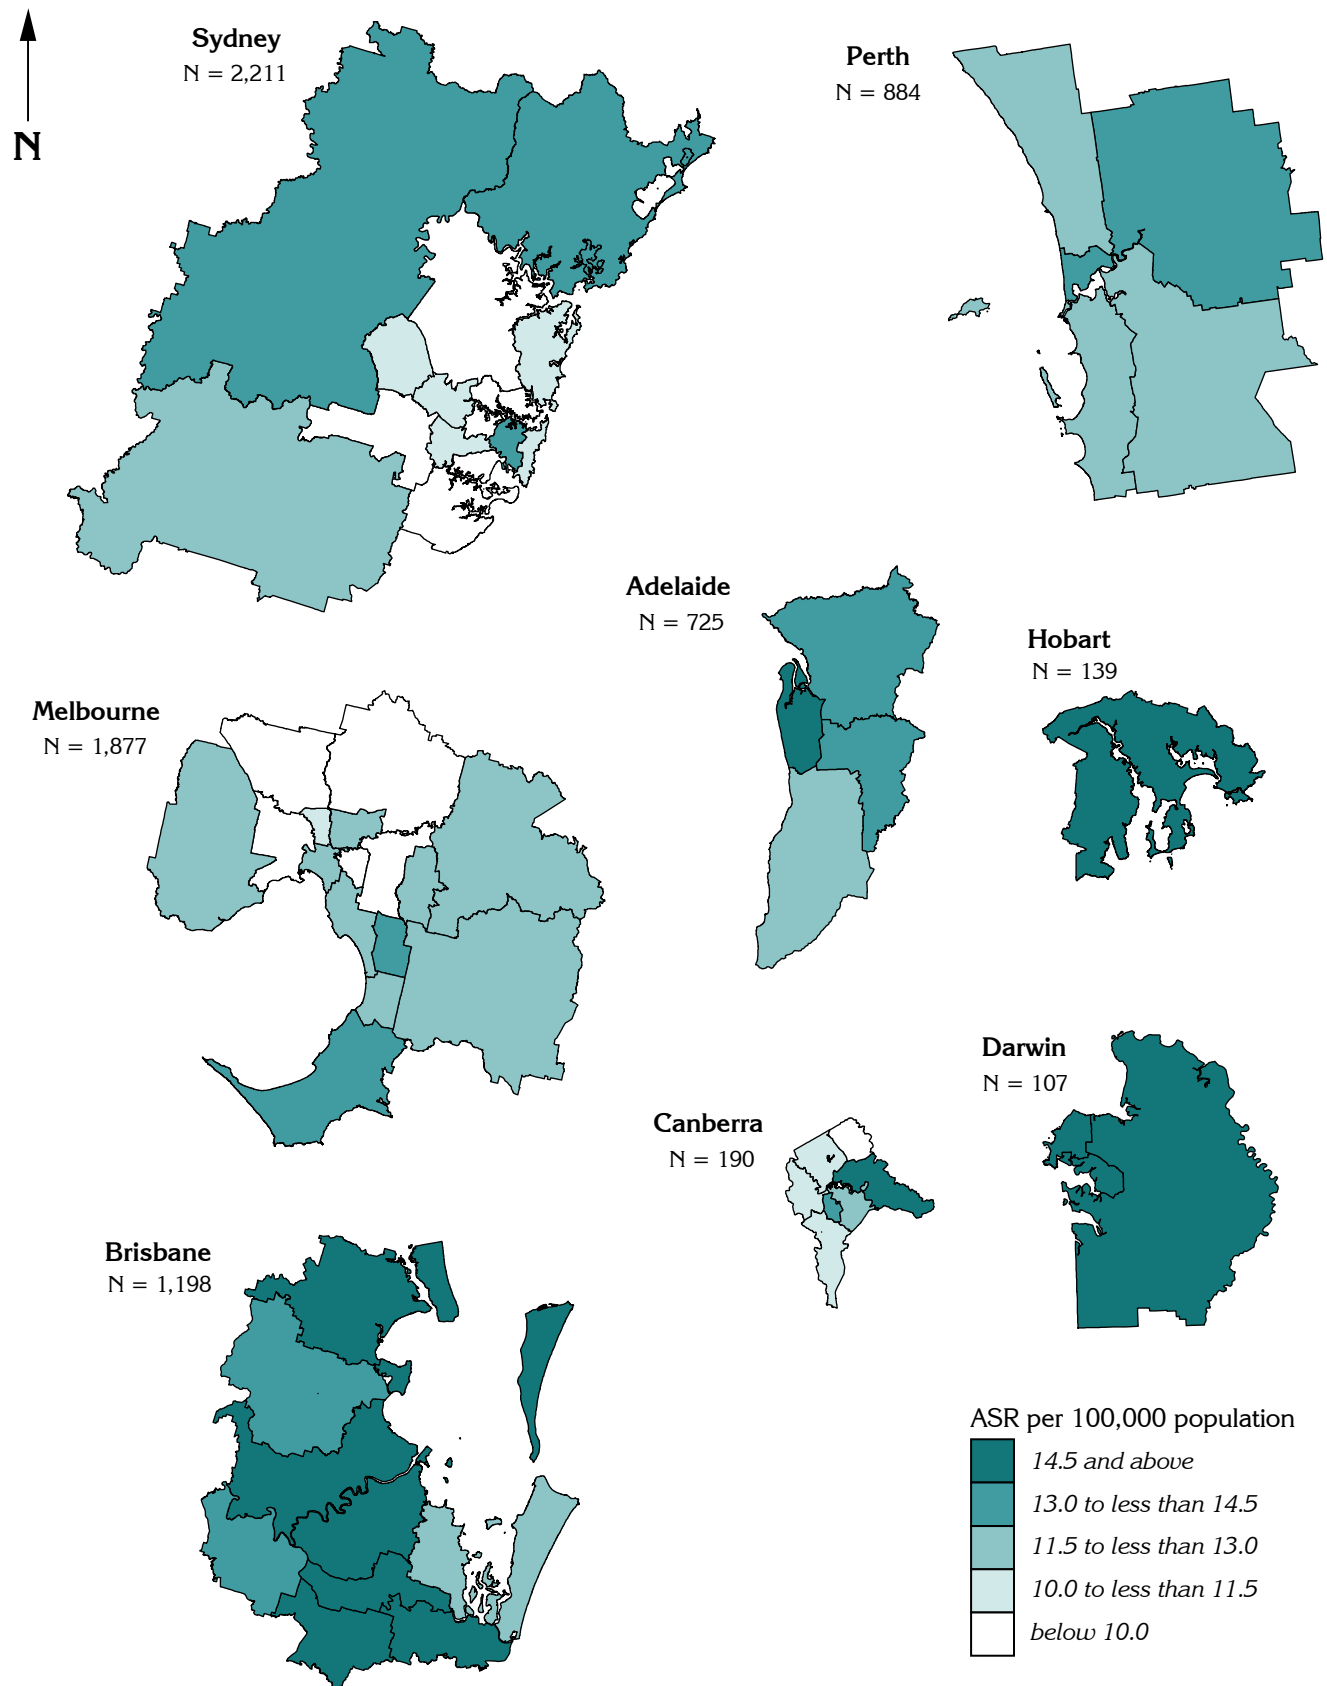 N
Sydney
N = 2,211
Perth
N = 884
Adelaide
N = 725
Hobart
N = 139
Melbourne
N = 1,877
Darwin
N = 107
Canberra
N = 190
Brisbane
N = 1,198
ASR per 100,000 population
14.5 and above
13.0 to less than 14.5
11.5 to less than 13.0
10.0 to less than 11.5
below 10.0